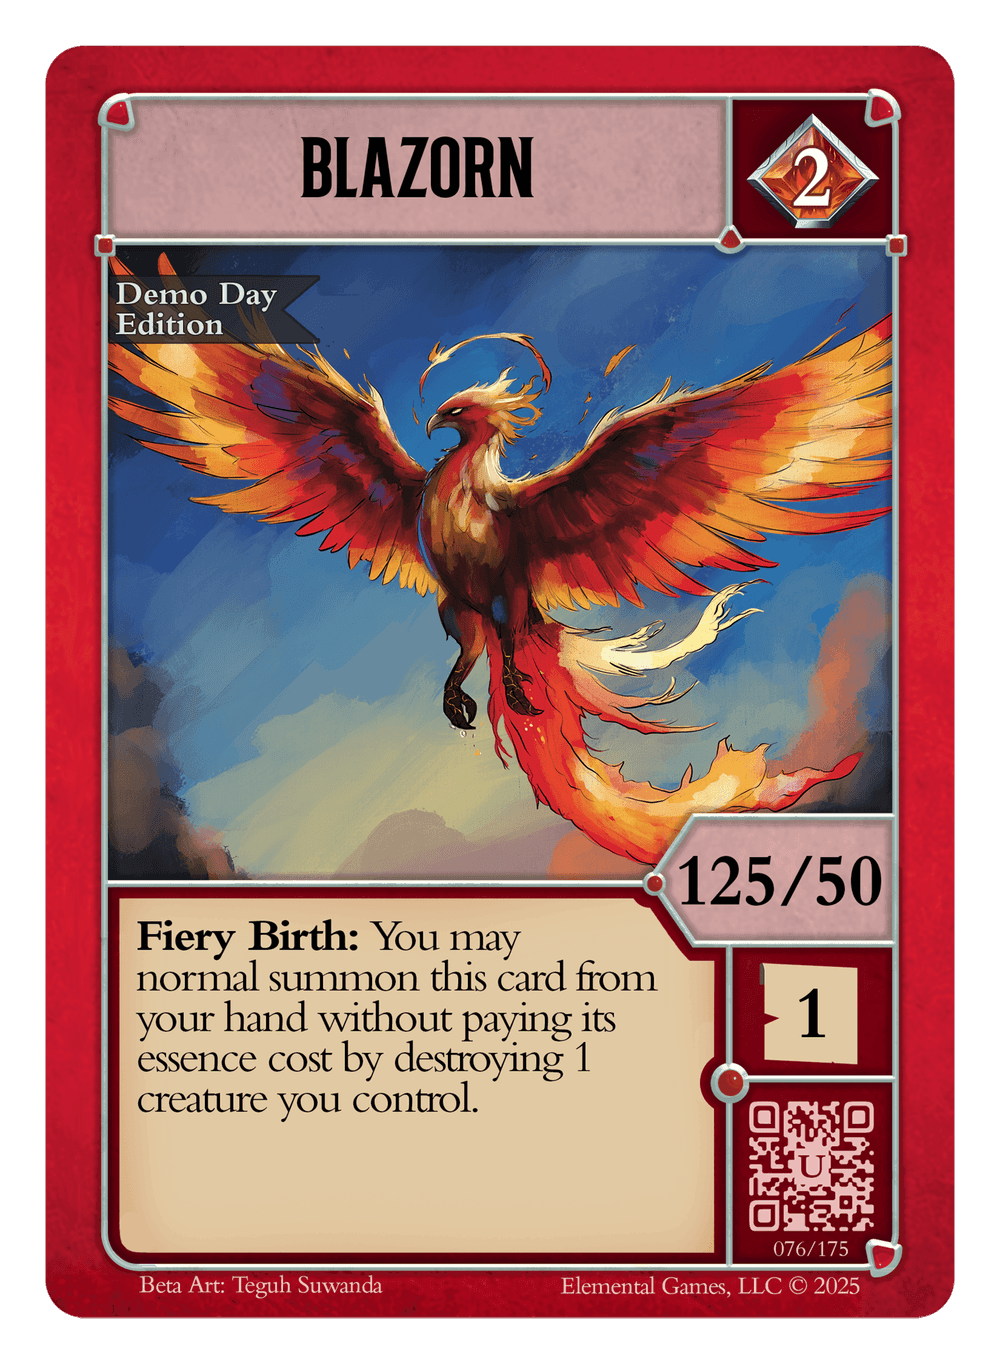 BLAZORN
2
Demo Day
Edition
125/50
Fiery Birth: You may
normal summon this card from
your hand without paying its
essence cost by destroying 1
creature you control.
1
U
076/175
Beta Art: Teguh Suwanda
Elemental Games, LLC © 2025